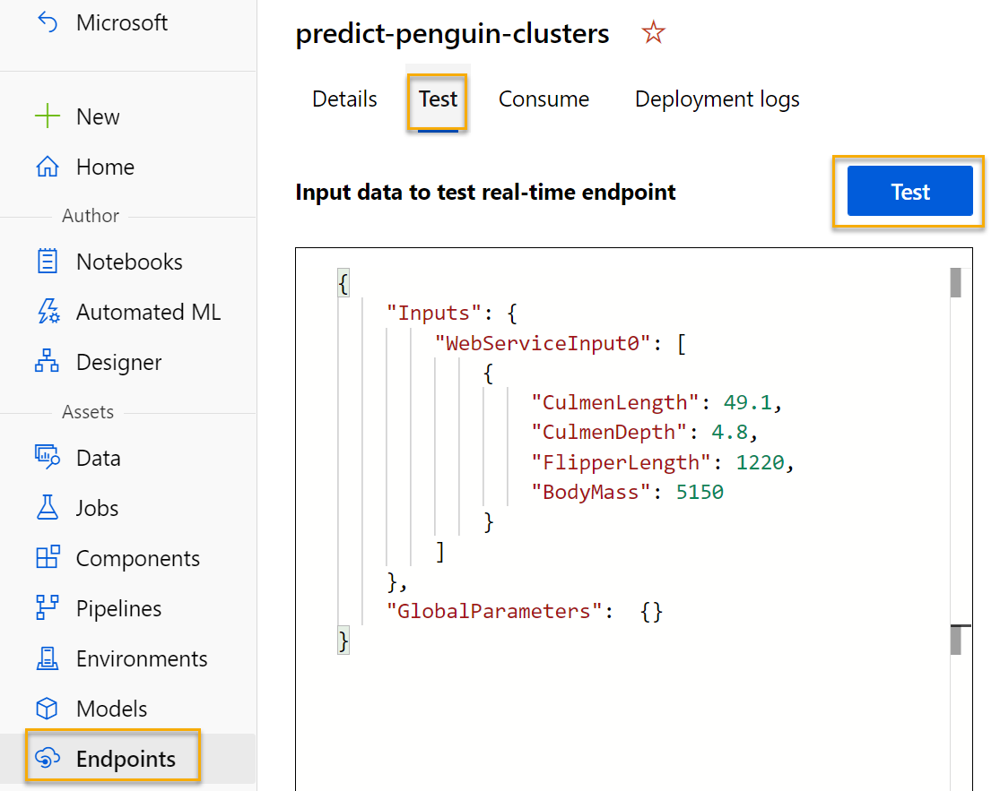 Microsoft
New
Home
Author
Notebooks
Automated ML
Designer
Assets
Data
Jobs
Components
Pipelines
Environments
Models
Endpoints
predict-penguin-clusters
Details Test Consume Deployment logs
Input data to test real-time endpoint
Test
{
"Inputs": {
"WebServiceInput0": [
{
"CulmenLength": 49.1,
"CulmenDepth": 4.8,
"FlipperLength": 1220,
"BodyMass": 5150
}
]
},
"GlobalParameters": {}
}